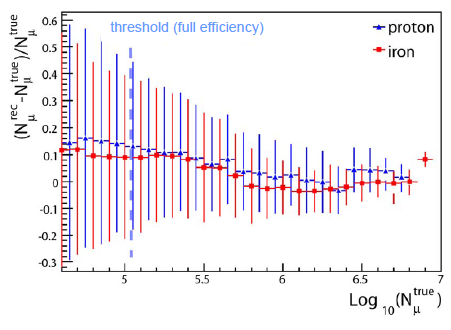 threshold (full efficiency)
proton
iron
(N_μ^rec-N_μ^true)/N_μ^true
0.6
0.5
0.4
0.3
0.2
0.1
0
-0.1
-0.2
-0.3
5 5.5 6 6.5 7
Log_10(N_μ^true)